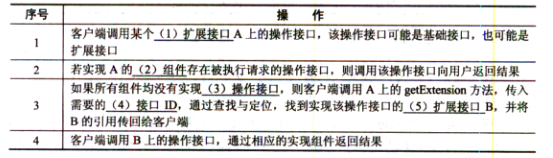 序号 操 作
1 客户端调用某个（1）扩展接口 A 上的操作接口，该操作接口可能是基础接口，也可能是
扩展接口
2 若实现 A 的（2）组件存在被执行请求的操作接口，则调用该操作接口向用户返回结果
如果所有组件均没有实现（3）操作接口，则客户端调用 A 上的 getExtension 方法，传入
3 需要的（4）接口 ID，通过查找与定位，找到实现该操作接口的（5）扩展接口 B，并将
B 的引用传回给客户端
4 客户端调用 B 上的操作接口，通过相应的实现组件返回结果